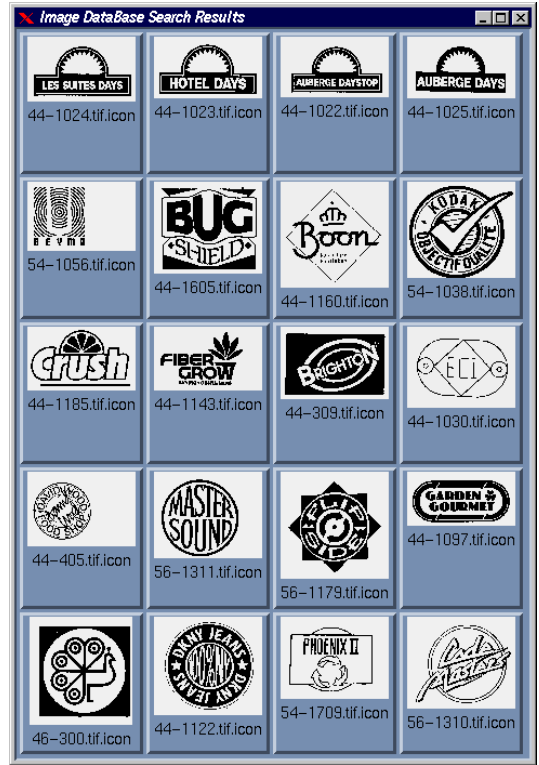 Image DataBase Search Results
LES SUITES DAYS
HOTEL DAYS
AUBERGE DAYSTOP
AUBERGE DAYS
44-1024.tif.icon
44-1023.tif.icon
44-1022.tif.icon
44-1025.tif.icon
BEYMA
BUG
SHIELD
Boon
KODAK
OBJECTIF QUALITÉ
54-1056.tif.icon
44-1605.tif.icon
44-1160.tif.icon
54-1038.tif.icon
Crush
FIBER
GROW
BRIGHTON
ECI
44-1185.tif.icon
44-1143.tif.icon
44-309.tif.icon
44-1030.tif.icon
MASTER
SOUND
FLIP
SIDE
GARDEN
GOURMET
44-405.tif.icon
56-1311.tif.icon
56-1179.tif.icon
44-1097.tif.icon
DKNY JEANS
DKNY JEANS
PHOENIX II
Cade
Masters
46-300.tif.icon
44-1122.tif.icon
54-1709.tif.icon
56-1310.tif.icon